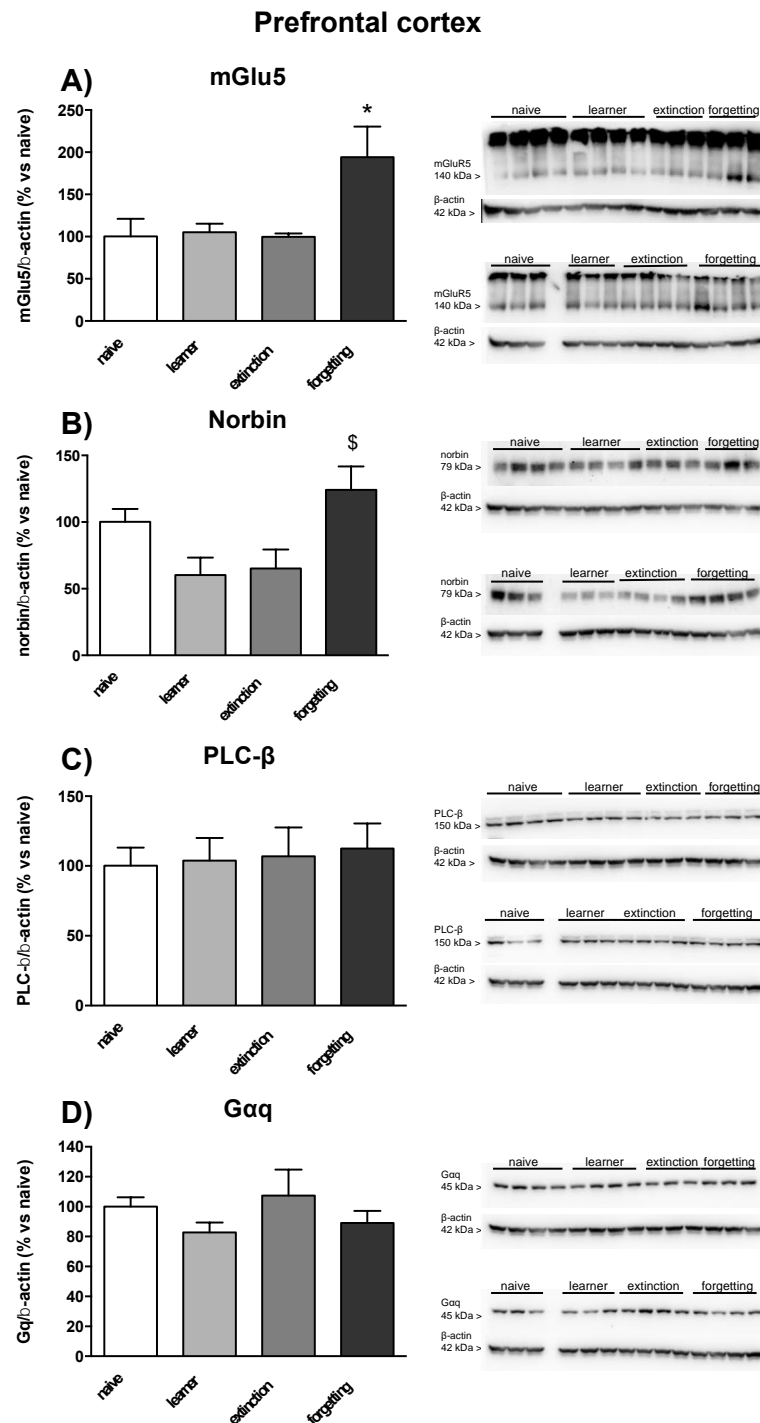 Prefrontal cortex
A)
mGlu5
mGlu5/b-actin (% vs naive)
250
200
150
100
50
0
*
naive
learner
extinction
forgetting
naive learner extinction forgetting
mGluR5
140 kDa >
β-actin
42 kDa >
naive learner extinction forgetting
mGluR5
140 kDa >
β-actin
42 kDa >
B)
Norbin
norbin/b-actin (% vs naive)
150
100
50
0
$
naive
learner
extinction
forgetting
naive learner extinction forgetting
norbin
79 kDa >
β-actin
42 kDa >
naive learner extinction forgetting
norbin
79 kDa >
β-actin
42 kDa >
C)
PLC-β
PLC-b/b-actin (% vs naive)
150
100
50
0
naive
learner
extinction
forgetting
naive learner extinction forgetting
PLC-β
150 kDa >
β-actin
42 kDa >
naive learner extinction forgetting
PLC-β
150 kDa >
β-actin
42 kDa >
D)
Gαq
Gq/b-actin (% vs naive)
140
120
100
80
60
40
20
0
naive
learner
extinction
forgetting
naive learner extinction forgetting
Gαq
45 kDa >
β-actin
42 kDa >
naive learner extinction forgetting
Gαq
45 kDa >
β-actin
42 kDa >